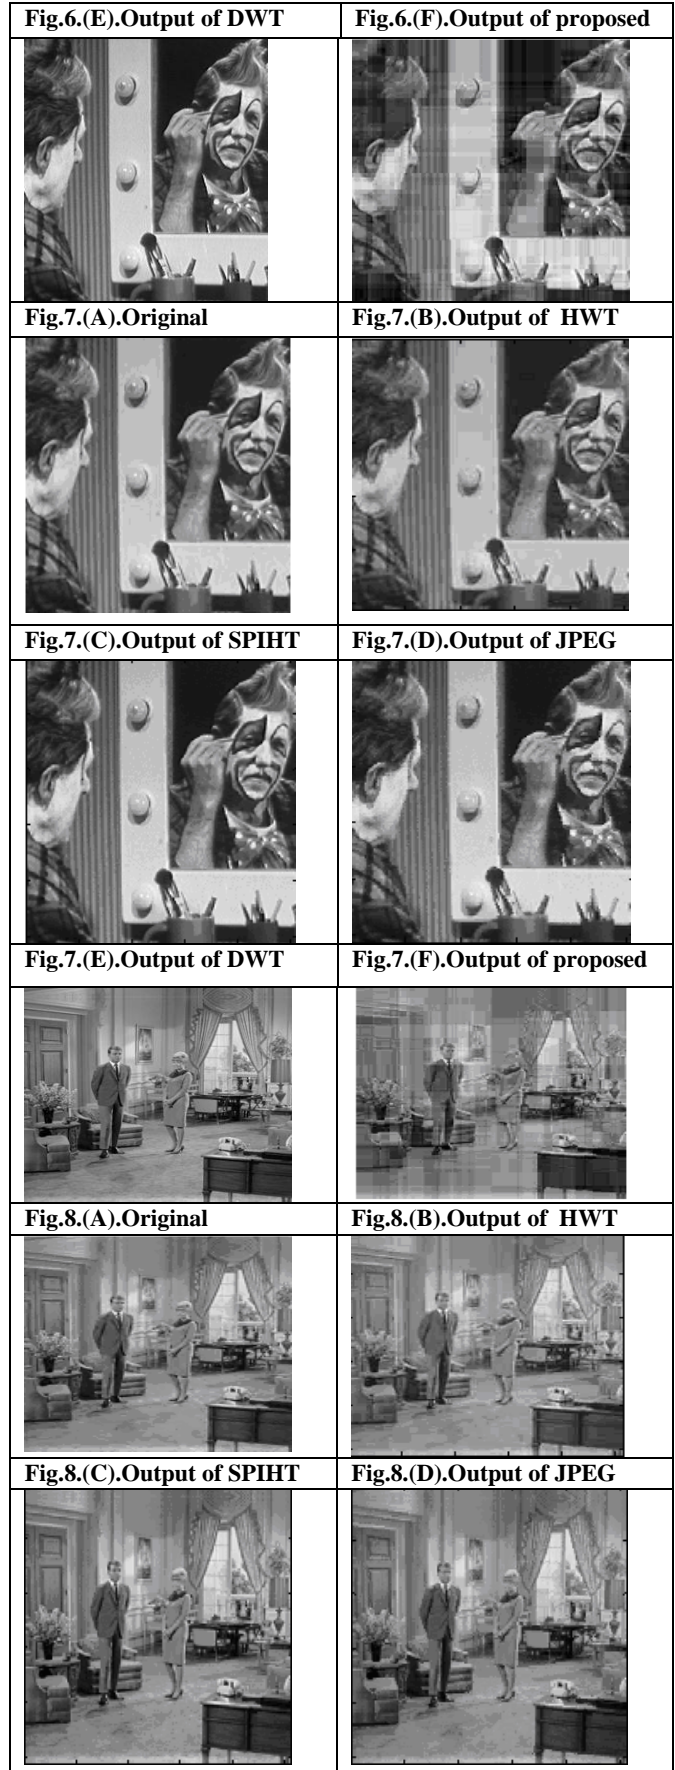 Fig.6.(E).Output of DWT
Fig.6.(F).Output of proposed
Fig.7.(A).Original
Fig.7.(B).Output of  HWT
Fig.7.(C).Output of SPIHT
Fig.7.(D).Output of JPEG
Fig.7.(E).Output of DWT
Fig.7.(F).Output of proposed
Fig.8.(A).Original
Fig.8.(B).Output of  HWT
Fig.8.(C).Output of SPIHT
Fig.8.(D).Output of JPEG